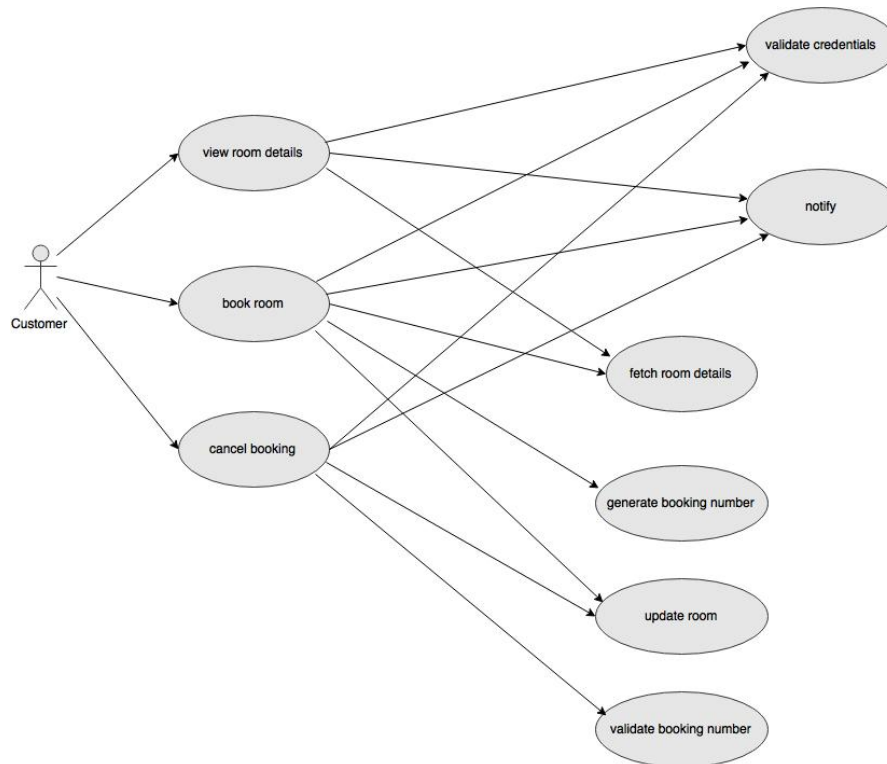 validate credentials
view room details
notify
book room
Customer
fetch room details
cancel booking
generate booking number
update room
validate booking number